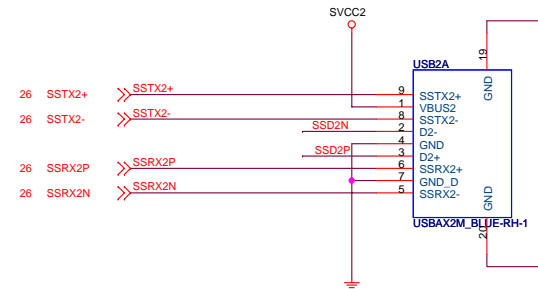 SVCC2
USB2A
19
GND
26 SSTX2+ SSTX2+ 9 SSTX2+
1 VBUS2
26 SSTX2- SSTX2- 8 SSTX2-
SSD2N 2 D2-
4 GND
SSD2P 3 D2+
26 SSRX2P SSRX2P 6 SSRX2+
7 GND_D
26 SSRX2N SSRX2N 5 SSRX2-
GND
USBAX2M_BLUE-RH-1
20